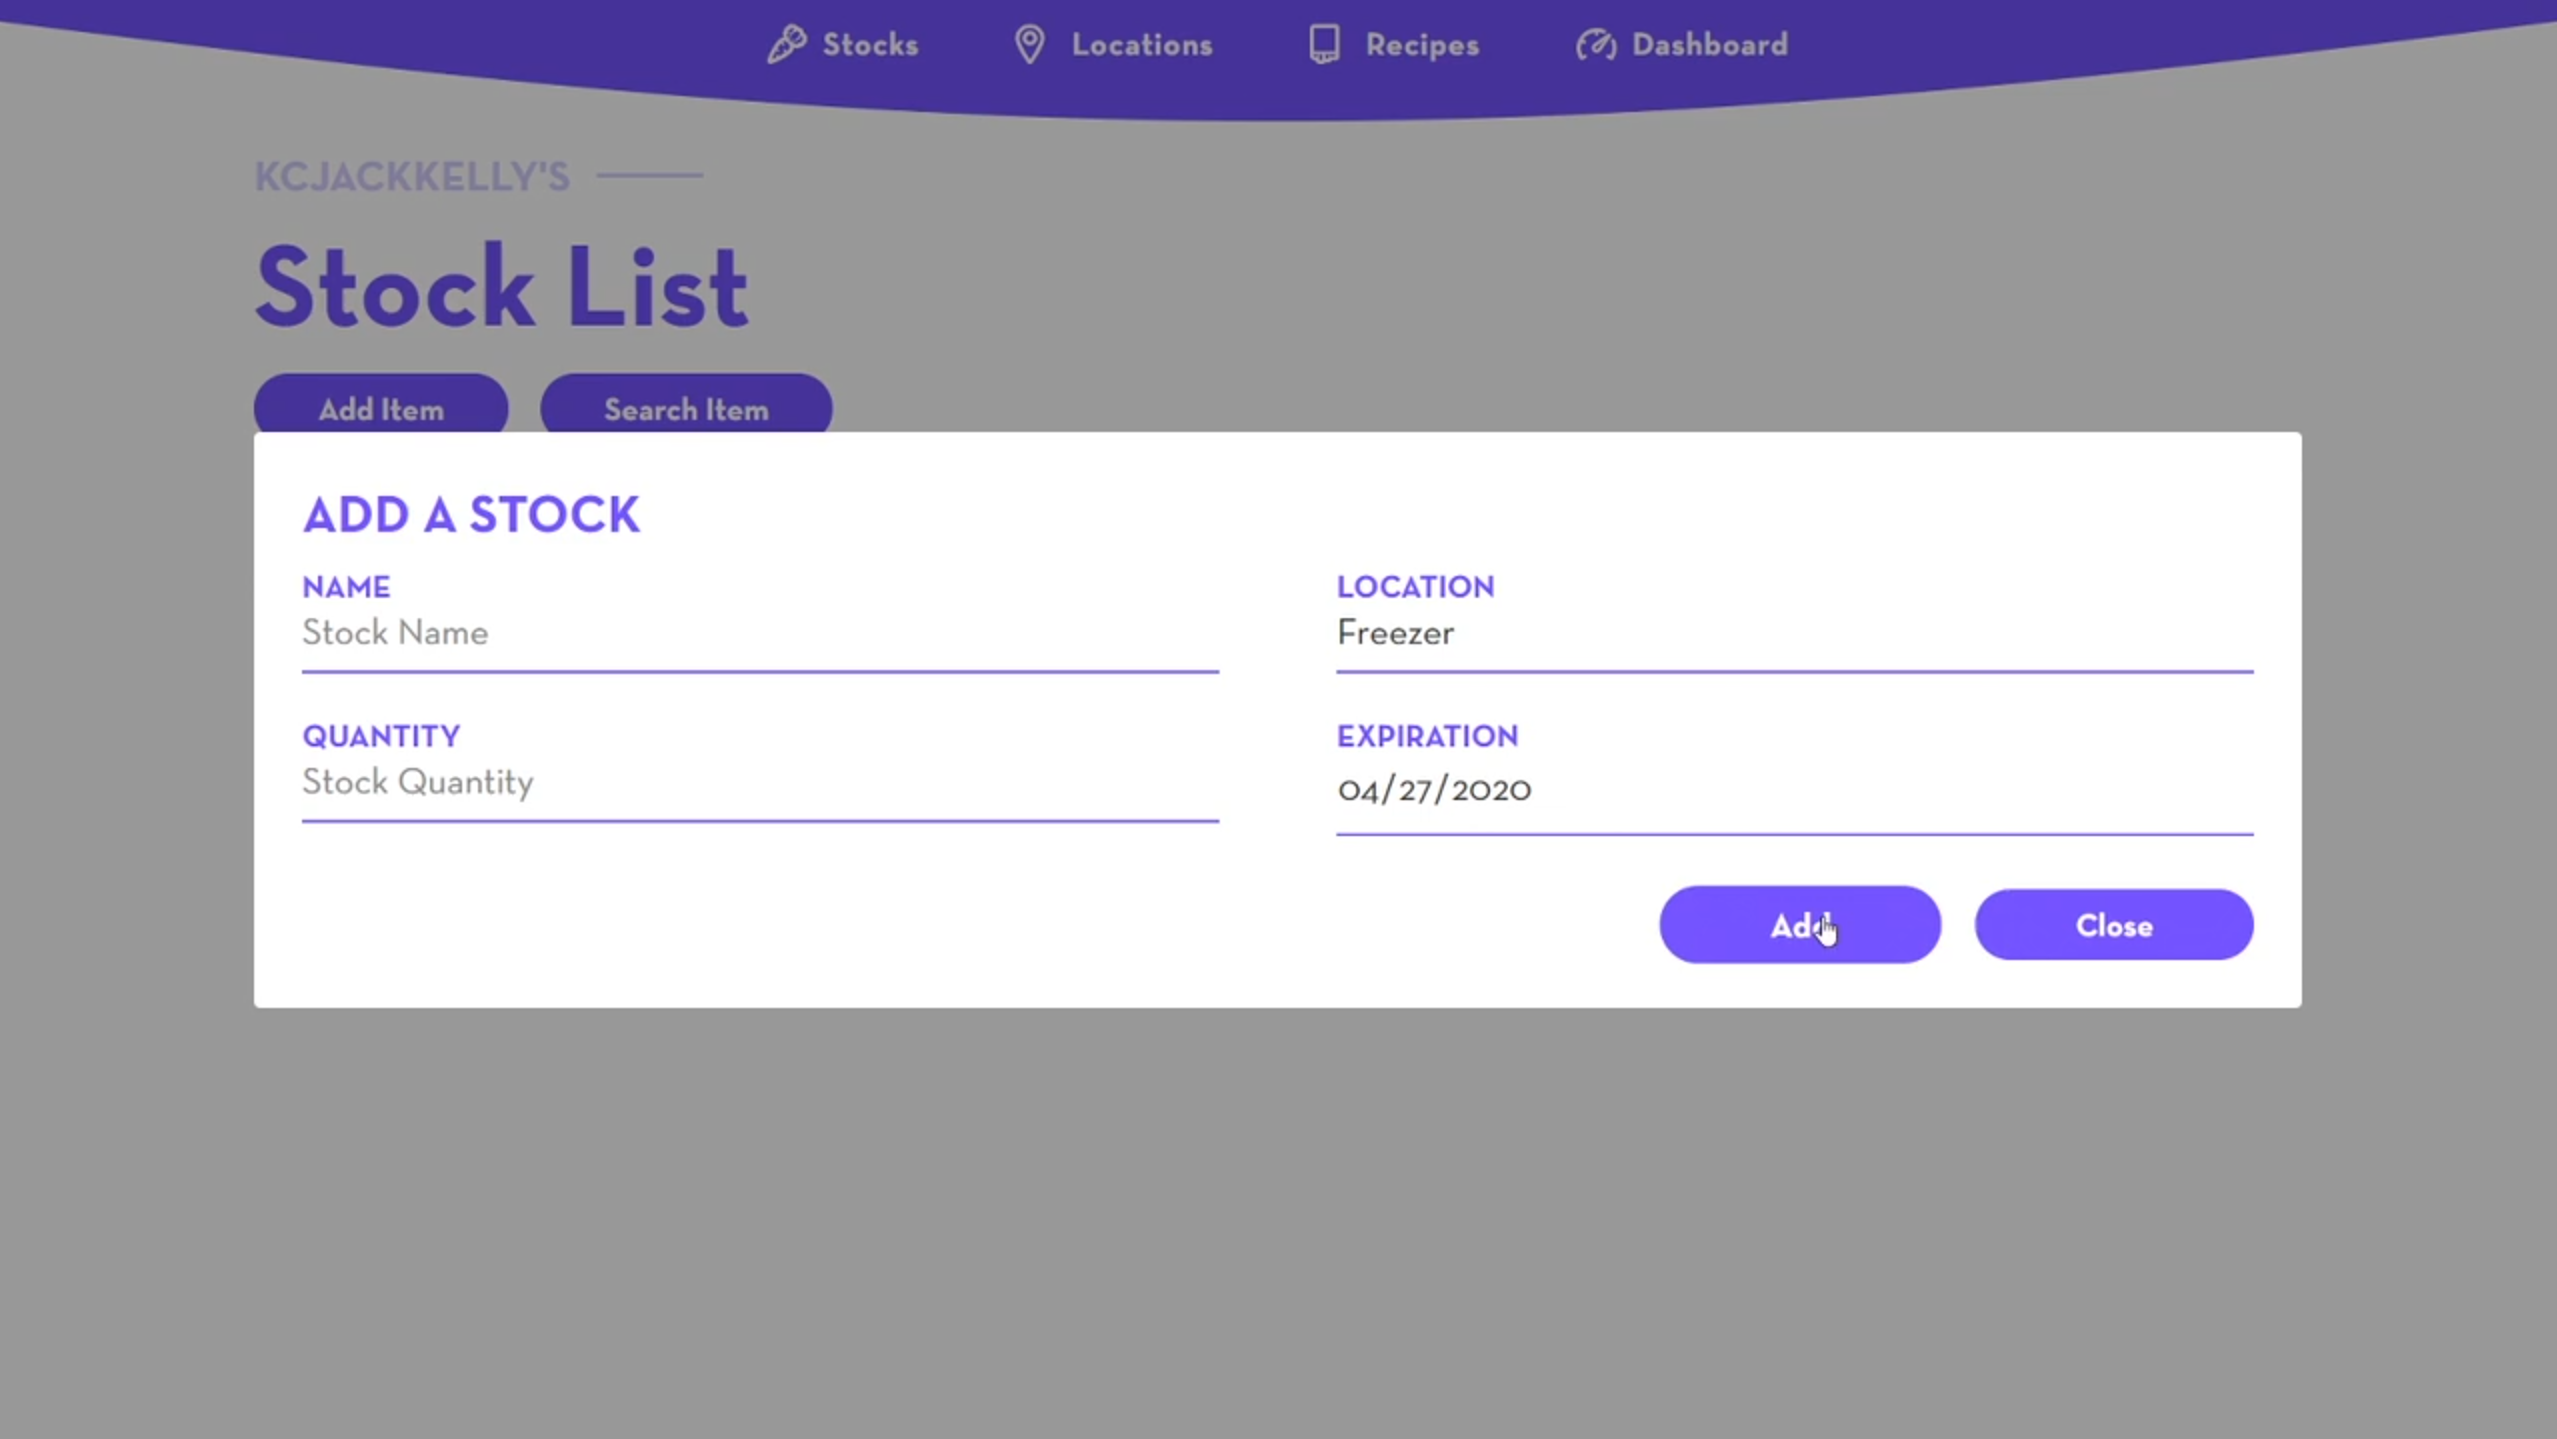 Stocks Locations Recipes Dashboard
KCJACKKELLY'S
Stock List
Add Item Search Item
ADD A STOCK
NAME LOCATION
Stock Name Freezer
QUANTITY EXPIRATION
Stock Quantity 04/27/2020
Add Close